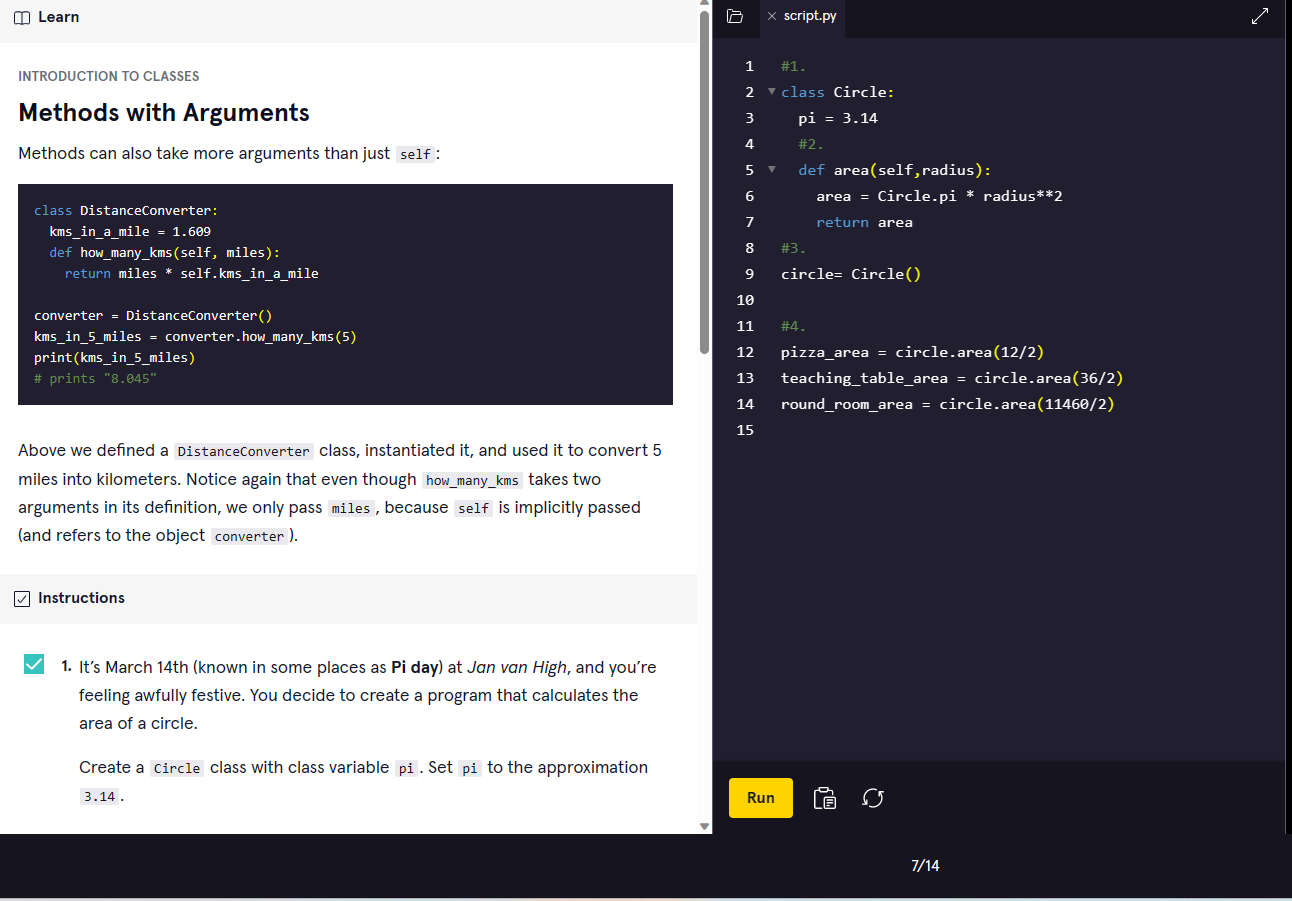 Learn
INTRODUCTION TO CLASSES
Methods with Arguments
Methods can also take more arguments than just self:
class DistanceConverter:
  kms_in_a_mile = 1.609
  def how_many_kms(self, miles):
    return miles * self.kms_in_a_mile
converter = DistanceConverter()
kms_in_5_miles = converter.how_many_kms(5)
print(kms_in_5_miles)
# prints "8.045"
Above we defined a DistanceConverter class, instantiated it, and used it to convert 5
miles into kilometers. Notice again that even though how_many_kms takes two
arguments in its definition, we only pass miles, because self is implicitly passed
(and refers to the object converter).
Instructions
1. It’s March 14th (known in some places as Pi day) at Jan van High, and you’re
feeling awfully festive. You decide to create a program that calculates the
area of a circle.
Create a Circle class with class variable pi. Set pi to the approximation
3.14.
script.py
1 #1.
2 class Circle:
3   pi = 3.14
4   #2.
5   def area(self,radius):
6     area = Circle.pi * radius**2
7     return area
8 #3.
9 circle= Circle()
10
11 #4.
12 pizza_area = circle.area(12/2)
13 teaching_table_area = circle.area(36/2)
14 round_room_area = circle.area(11460/2)
15
Run
7/14